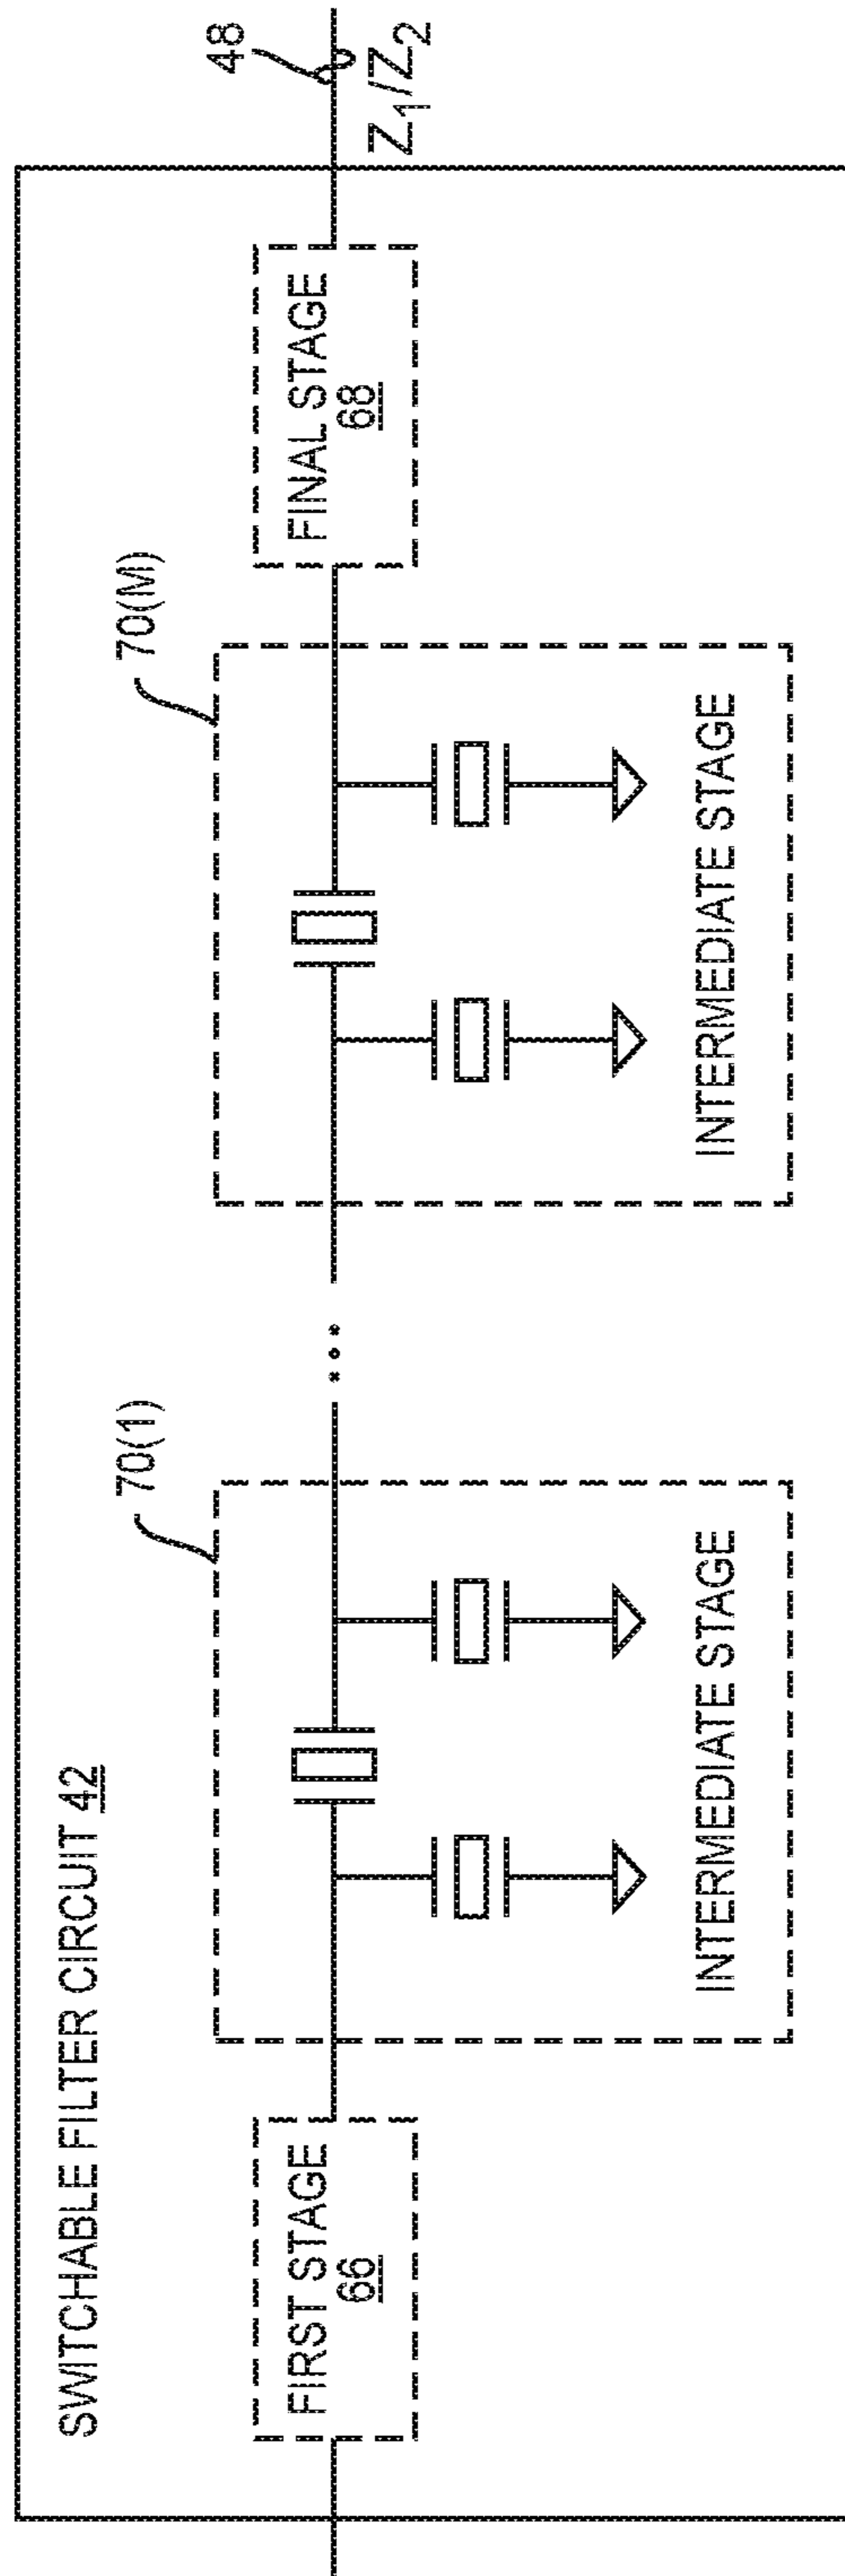 SWITCHABLE FILTER CIRCUIT 42
70(1)
70(M)
48
Z₁/Z₂
FIRST STAGE
66
INTERMEDIATE STAGE
...
INTERMEDIATE STAGE
FINAL STAGE
68